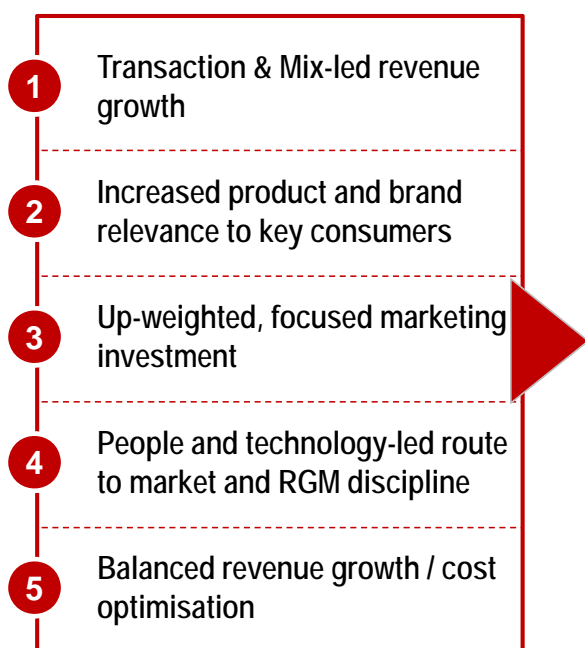 1
Transaction & Mix-led revenue
growth
2
Increased product and brand
relevance to key consumers
3
Up-weighted, focused marketing
investment
4
People and technology-led route
to market and RGM discipline
5
Balanced revenue growth / cost
optimisation